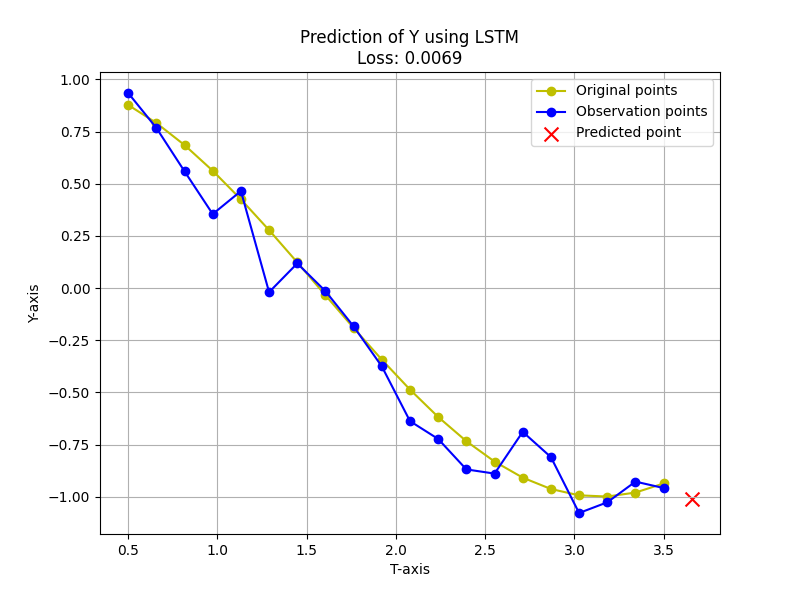 Prediction of Y using LSTM
Loss: 0.0069
Original points
Observation points
Predicted point
1.00
0.75
0.50
0.25
0.00
−0.25
−0.50
−0.75
−1.00
Y-axis
0.5 1.0 1.5 2.0 2.5 3.0 3.5
T-axis